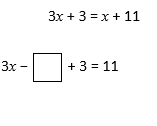 3x + 3 = x + 11
3x − □ + 3 = 11